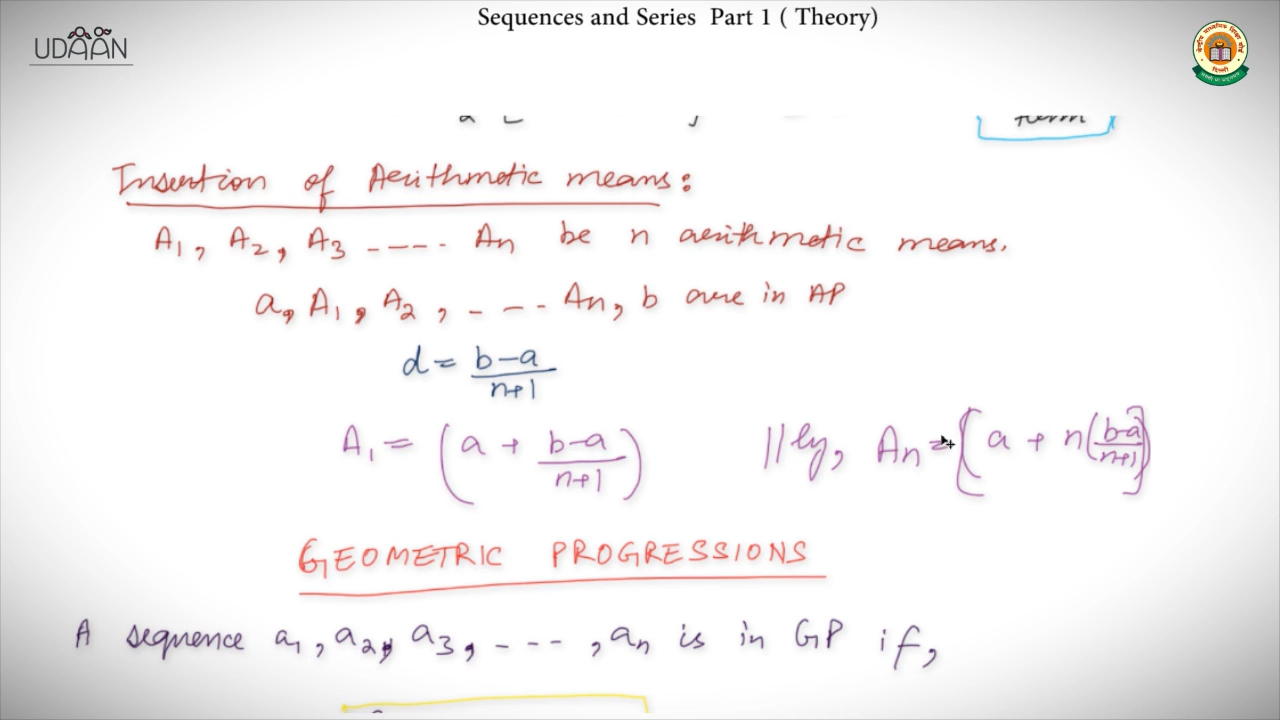 Sequences and Series Part 1 ( Theory)
UDAAN
term
Insertion of Arithmetic means:
A₁, A₂, A₃ ----. Aₙ be n arithmetic means.
a, A₁, A₂, - --- Aₙ, b are in AP
d = b-a / n+1
A₁ = (a + b-a / n+1) ||ly, Aₙ = [a + n(b-a / n+1)]
GEOMETRIC PROGRESSIONS
A sequence a₁, a₂, a₃, - ---, aₙ is in GP if,